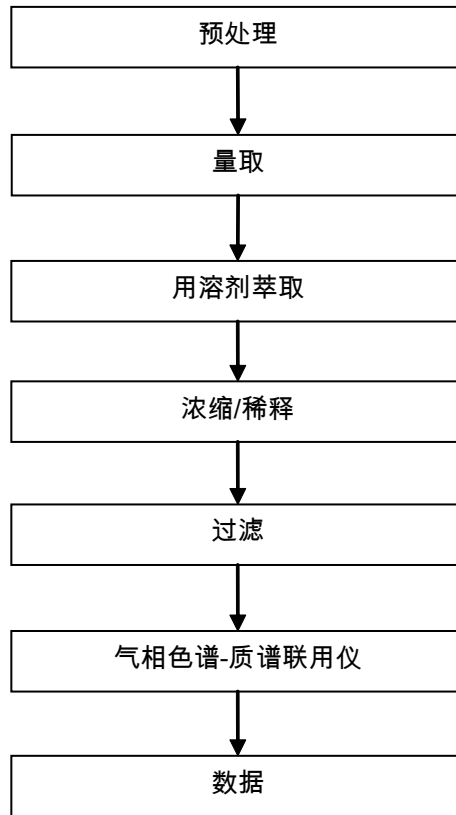 预处理
量取
用溶剂萃取
浓缩/稀释
过滤
气相色谱-质谱联用仪
数据